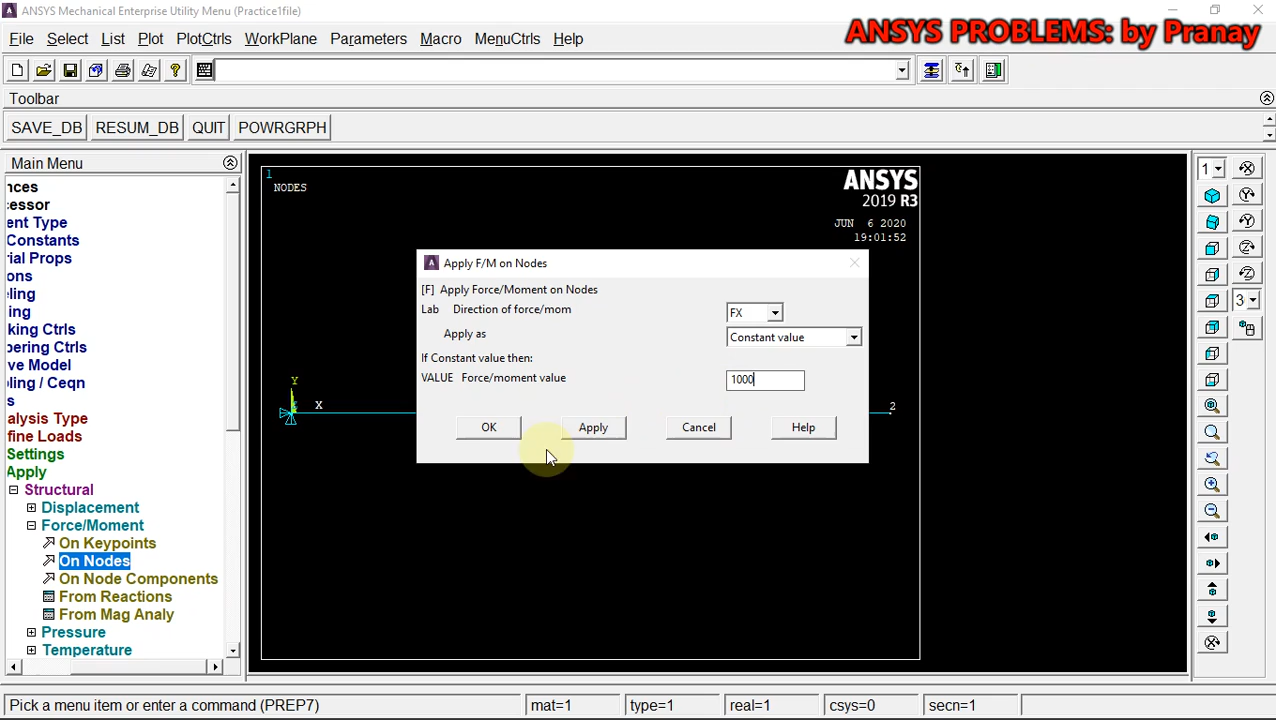 ANSYS Mechanical Enterprise Utility Menu (Practice1file)
ANSYS PROBLEMS: by Pranay
File Select List Plot PlotCtrls WorkPlane Parameters Macro MenuCtrls Help
Toolbar
SAVE_DB RESUM_DB QUIT POWRGRPH
Main Menu
nces
cessor
ent Type
Constants
rial Props
ons
eling
ing
king Ctrls
bering Ctrls
ve Model
ling / Ceqn
s
alysis Type
fine Loads
Settings
Apply
Structural
Displacement
Force/Moment
On Keypoints
On Nodes
On Node Components
From Reactions
From Mag Analy
Pressure
Temperature
1
NODES
ANSYS
2019 R3
JUN 6 2020
19:01:52
Y
X
2
Apply F/M on Nodes
[F] Apply Force/Moment on Nodes
Lab Direction of force/mom FX
Apply as Constant value
If Constant value then:
VALUE Force/moment value 1000
OK Apply Cancel Help
1
3
Pick a menu item or enter a command (PREP7) mat=1 type=1 real=1 csys=0 secn=1